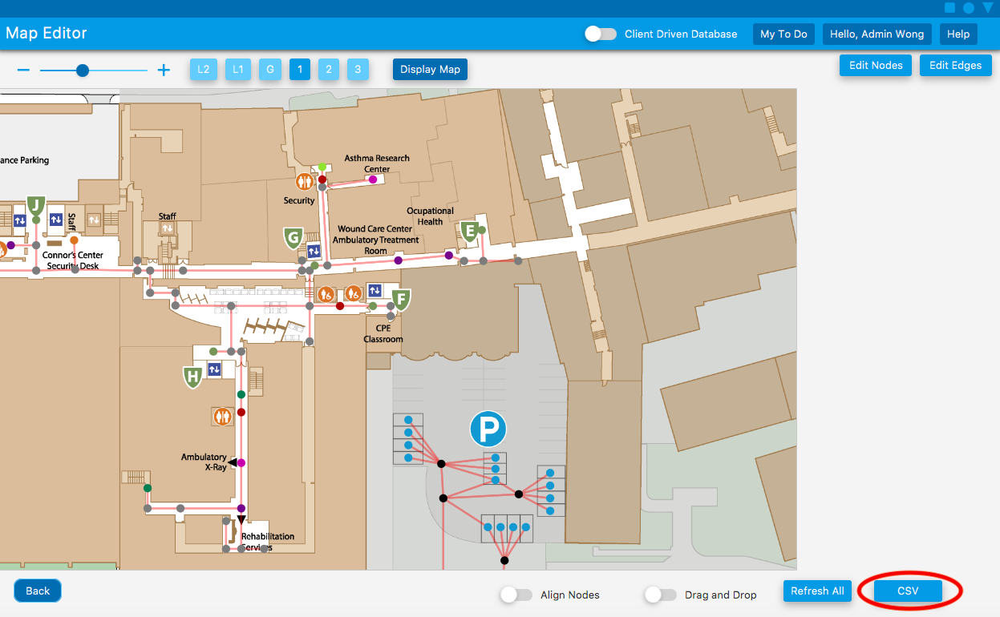 Map Editor
Client Driven Database
My To Do
Hello, Admin Wong
Help
L2
L1
G
1
2
3
Display Map
Edit Nodes
Edit Edges
ance Parking
Asthma Research
Center
Security
J
Staff
Staff
Ocupational
Health
E
G
Wound Care Center
Ambulatory Treatment
Room
Connor's Center
Security Desk
6
6
F
CPE
Classroom
H
P
Ambulatory
X-Ray
Rehabilitation
Services
Back
Align Nodes
Drag and Drop
Refresh All
CSV